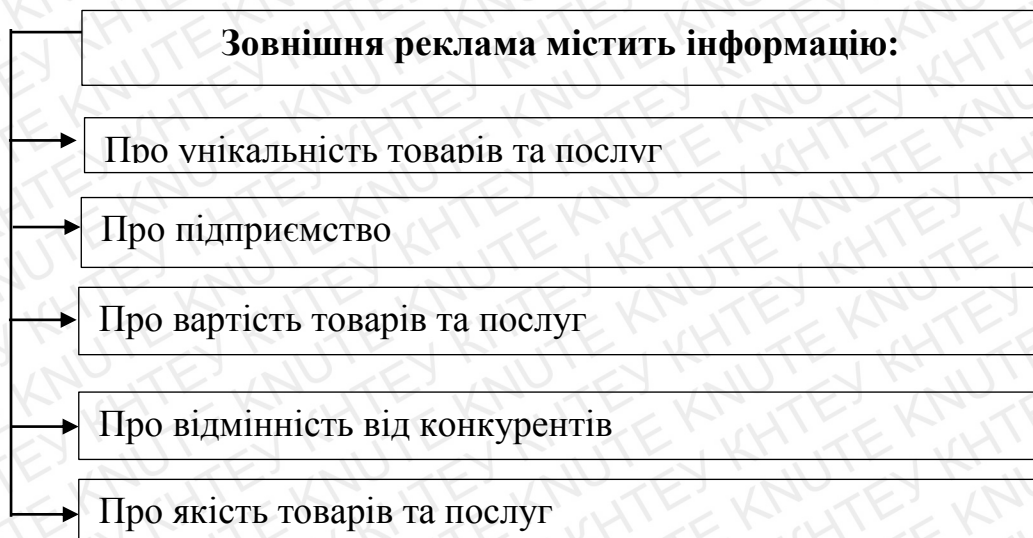 Зовнішня реклама містить інформацію:
Про унікальність товарів та послуг
Про підприємство
Про вартість товарів та послуг
Про відмінність від конкурентів
Про якість товарів та послуг